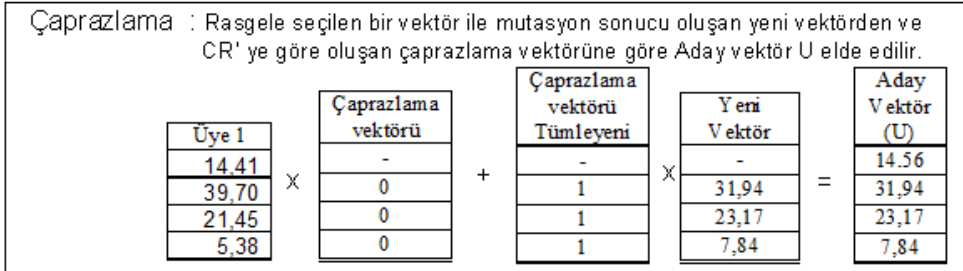 Çaprazlama : Rasgele seçilen bir vektör ile mutasyon sonucu oluşan yeni vektörden ve
CR' ye göre oluşan çaprazlama vektörüne göre Aday vektör U elde edilir.
Üye 1
14,41
39,70
21,45
5,38
X
Çaprazlama
vektörü
-
0
0
0
+
Çaprazlama
vektörü
Tümleyeni
-
1
1
1
X
Yeni
Vektör
-
31,94
23,17
7,84
=
Aday
Vektör
(U)
14.56
31,94
23,17
7,84